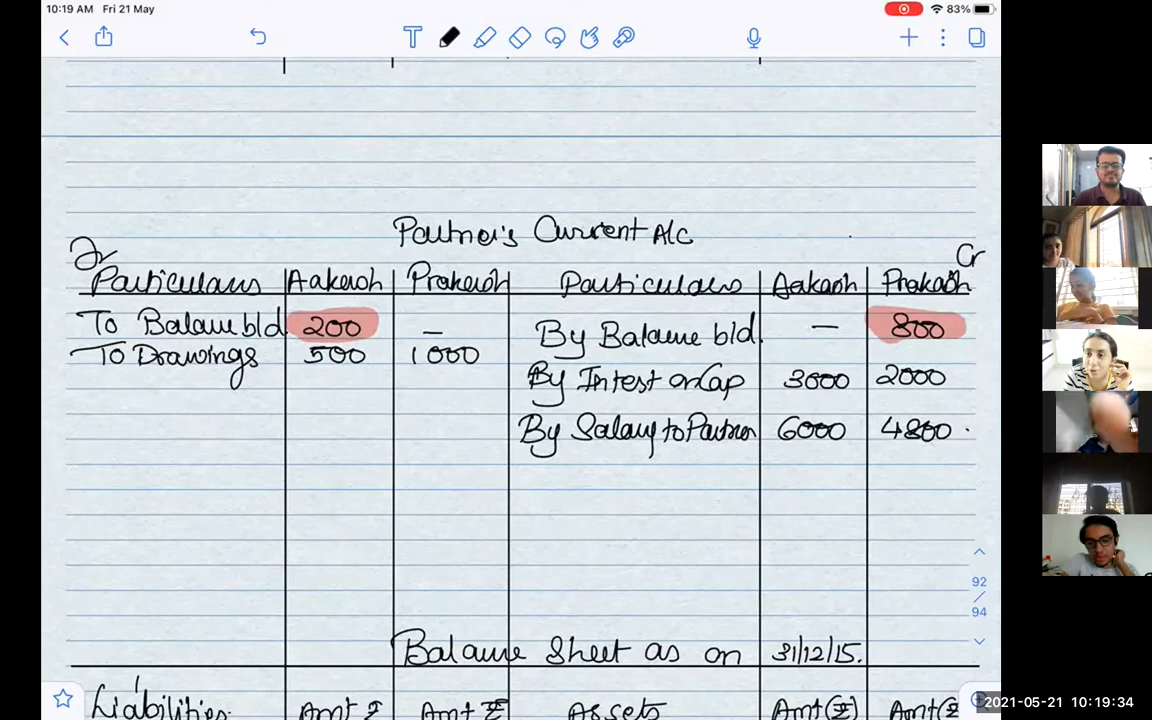 10:19 AM Fri 21 May 83%
Partner's Current A/c
Dr Cr
Particulars Aakash Prakash Particulars Aakash Prakash
To Balance b/d 200 — By Balance b/d. — 800
To Drawings 500 1000
By Intest on Cap 3000 2000
By Salary to Partner 6000 4800
92
/
94
Balance Sheet as on 31/12/15.
Liabilities Amt ₹ Amt ₹ Assets Amt (₹) Amt (₹
2021-05-21 10:19:34